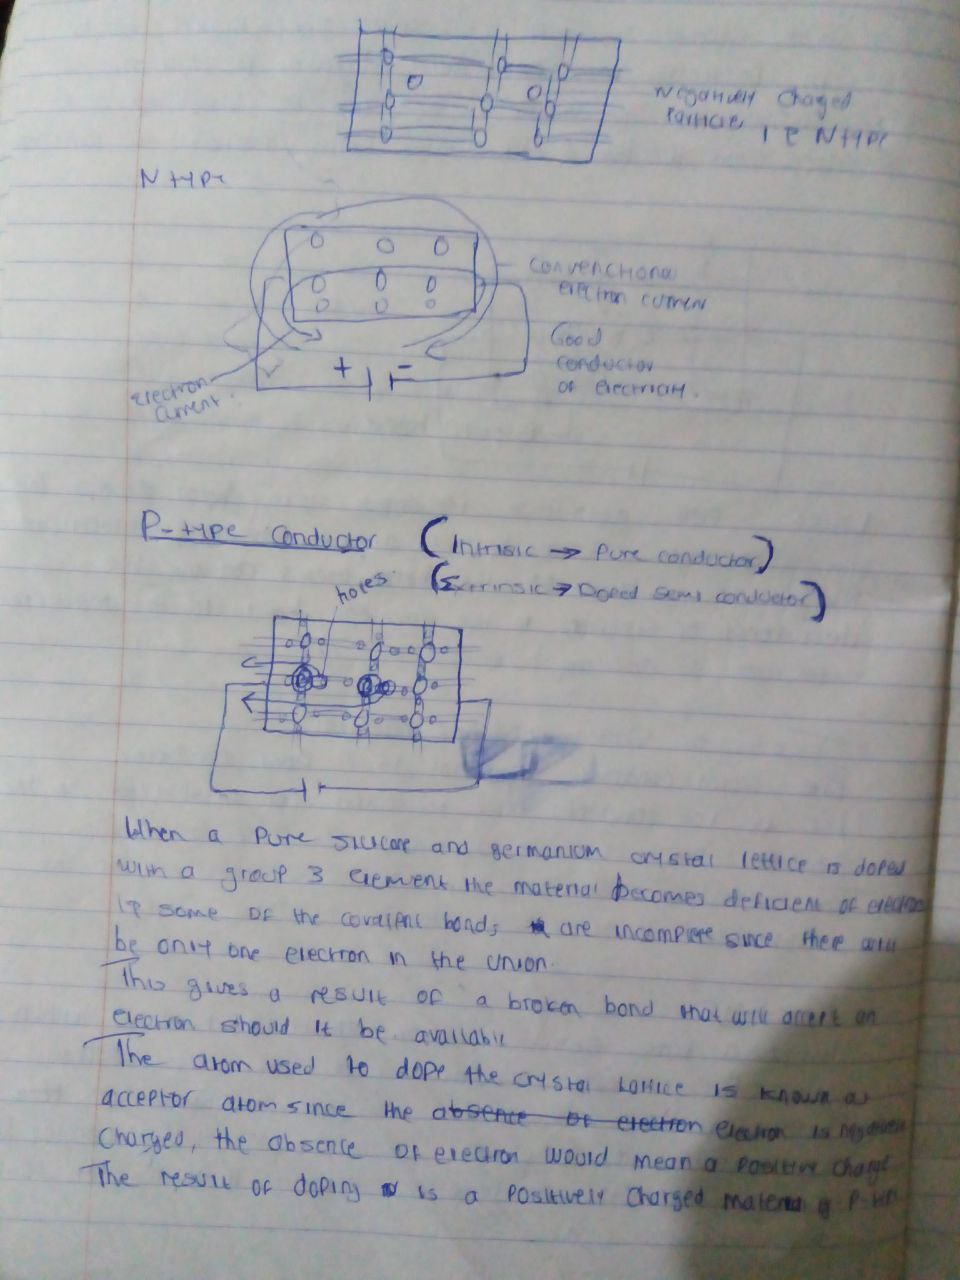 Negatively charged
Particle I e N type
N type
Convenctional
electron current
Good
conductor
of electricity.
+ -
Electron
current.
P-type conductor (Intrisic → Pure conductor)
(Extrinsic → Doped semi conductor)
holes
When a Pure silicone and germanium crystal lettice is doped
with a group 3 element the material becomes deficient of electron
If some of the covalent bonds are incomplete since there will
be only one electron in the union.
This gives a result of a broken bond that will accept an
electron should it be available
The atom used to dope the crystal lattice is known as
acceptor atom since the absence of electron electron is negatively
charged, the absence of electron would mean a positive charge
The result of doping is a positively charged material P-type